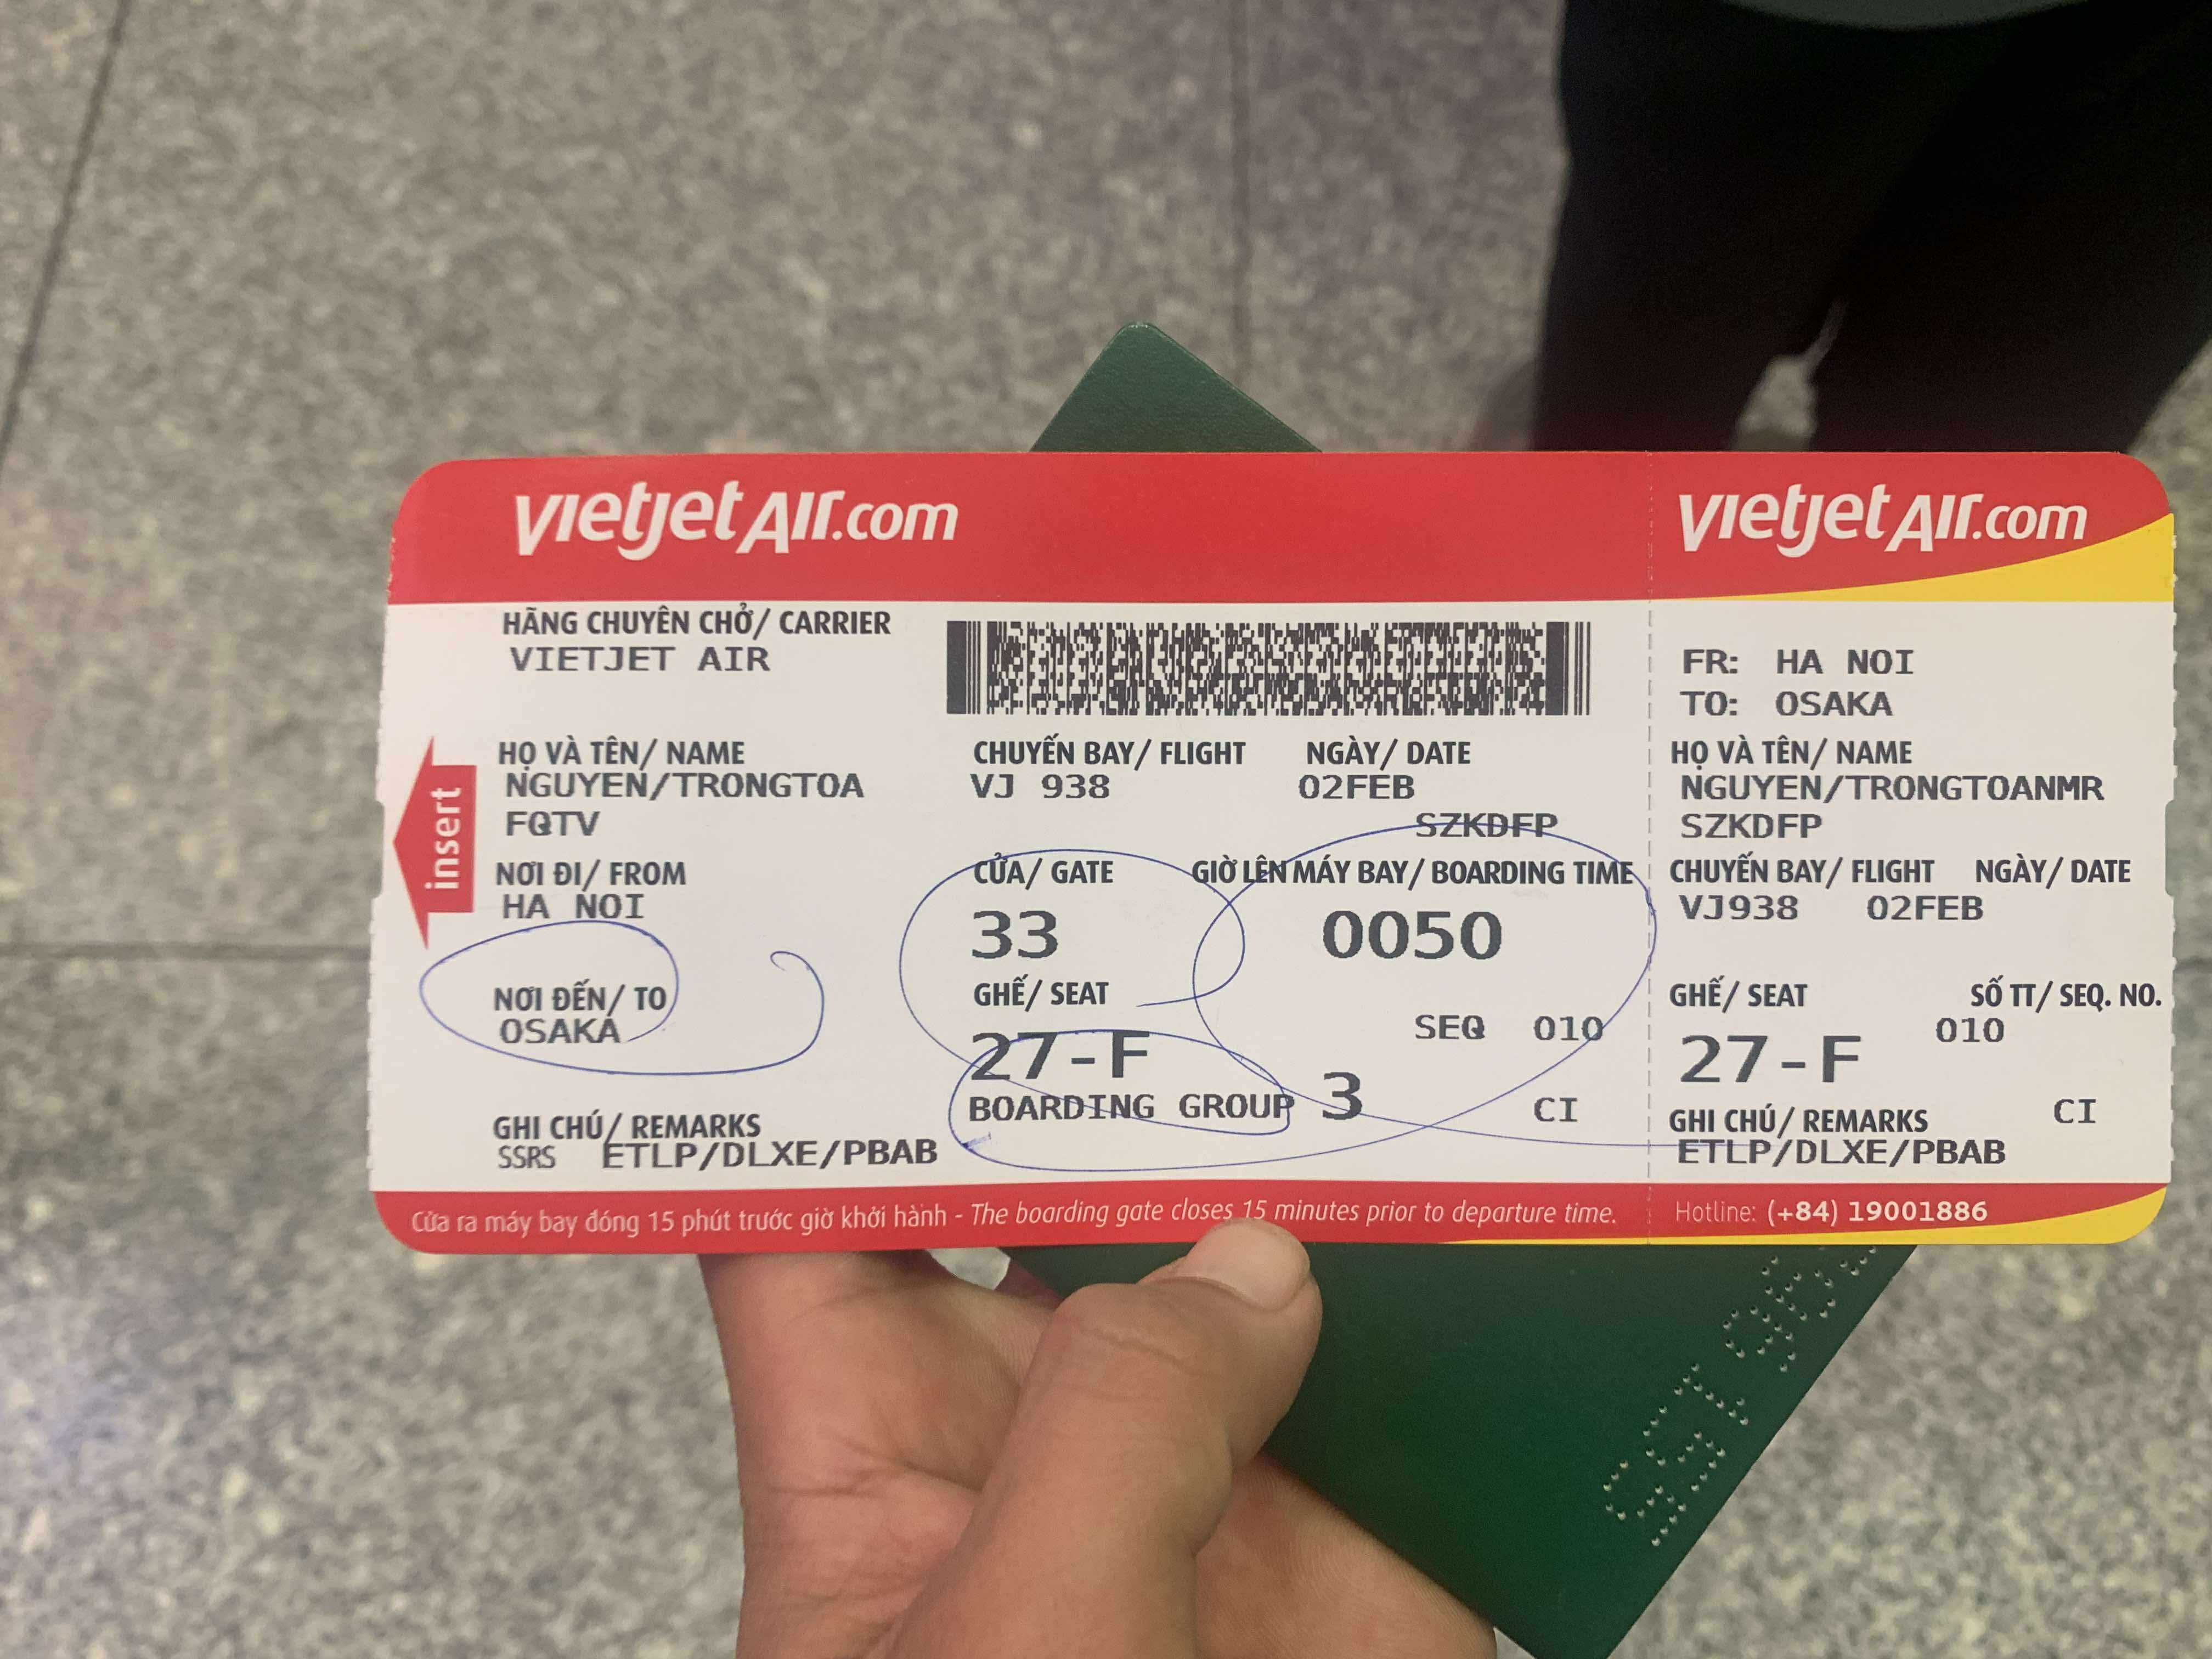 vietjet Air.com
HÃNG CHUYÊN CHỞ/ CARRIER
VIETJET AIR
HỌ VÀ TÊN/ NAME
NGUYEN/TRONGTOA
FQTV
NƠI ĐI/ FROM
HA NOI
NƠI ĐẾN/ TO
OSAKA
GHI CHÚ/ REMARKS
SSRS ETLP/DLXE/PBAB
insert
CHUYẾN BAY/ FLIGHT NGÀY/ DATE
VJ 938 02FEB
SZKDFP
CỬA/ GATE GIỜ LÊN MÁY BAY/ BOARDING TIME
33 0050
GHẾ/ SEAT
SEQ 010
27-F
BOARDING GROUP 3 CI
Cửa ra máy bay đóng 15 phút trước giờ khởi hành - The boarding gate closes 15 minutes prior to departure time.
vietjet Air.com
FR: HA NOI
TO: OSAKA
HỌ VÀ TÊN/ NAME
NGUYEN/TRONGTOANMR
SZKDFP
CHUYẾN BAY/ FLIGHT NGÀY/ DATE
VJ938 02FEB
GHẾ/ SEAT SỐ TT/ SEQ. NO.
010
27-F
GHI CHÚ/ REMARKS CI
ETLP/DLXE/PBAB
Hotline: (+84) 19001886